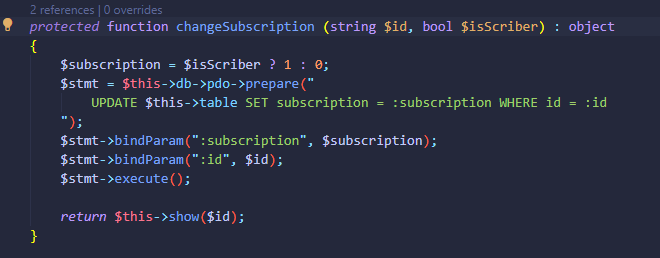 2 references | 0 overrides
protected function changeSubscription (string $id, bool $isScriber) : object
{
    $subscription = $isScriber ? 1 : 0;
    $stmt = $this->db->pdo->prepare("
        UPDATE $this->table SET subscription = :subscription WHERE id = :id
    ");
    $stmt->bindParam(":subscription", $subscription);
    $stmt->bindParam(":id", $id);
    $stmt->execute();

    return $this->show($id);
}